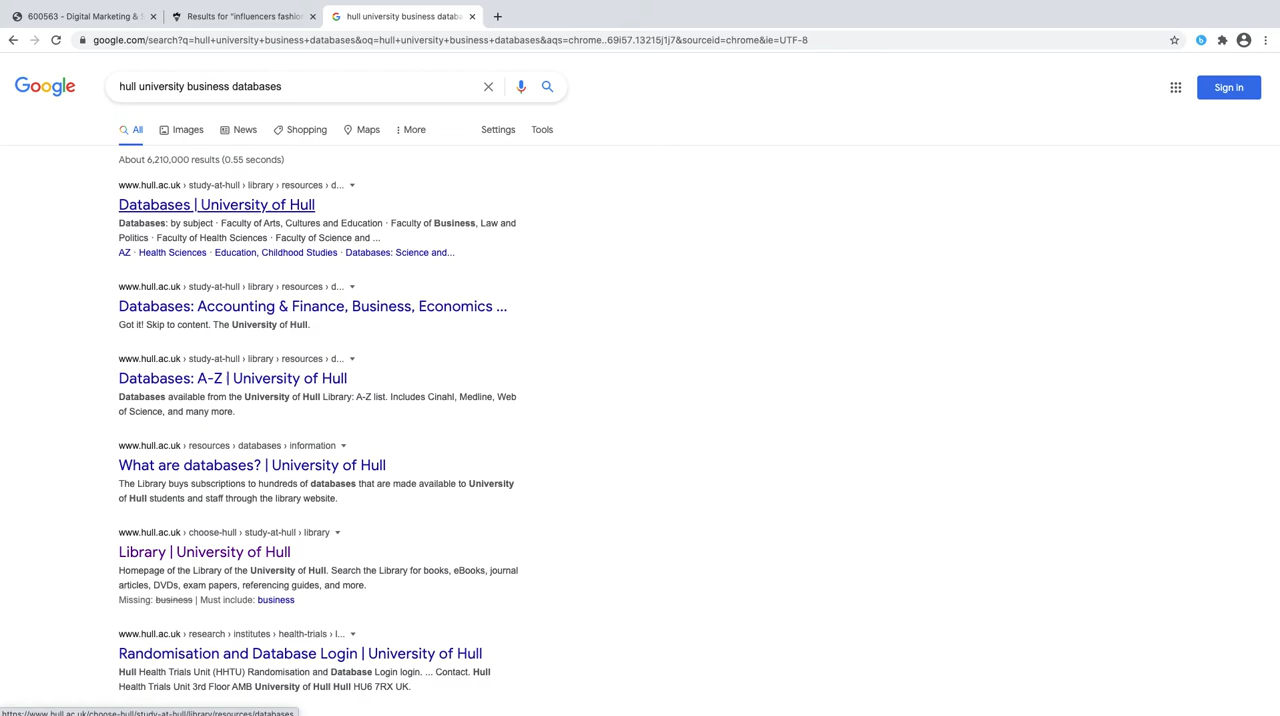 600563 - Digital Marketing &
Results for "influencers fashion
hull university business databa
google.com/search?q=hull+university+business+databases&oq=hull+university+business+databases&aqs=chrome..69i57.13215j1j7&sourceid=chrome&ie=UTF-8
Google
hull university business databases
Sign in
All Images News Shopping Maps More Settings Tools
About 6,210,000 results (0.55 seconds)
www.hull.ac.uk › study-at-hull › library › resources › d...
Databases | University of Hull
Databases: by subject · Faculty of Arts, Cultures and Education · Faculty of Business, Law and
Politics · Faculty of Health Sciences · Faculty of Science and ...
AZ · Health Sciences · Education, Childhood Studies · Databases: Science and...
www.hull.ac.uk › study-at-hull › library › resources › d...
Databases: Accounting & Finance, Business, Economics ...
Got it! Skip to content. The University of Hull.
www.hull.ac.uk › study-at-hull › library › resources › d...
Databases: A-Z | University of Hull
Databases available from the University of Hull Library: A-Z list. Includes Cinahl, Medline, Web
of Science, and many more.
www.hull.ac.uk › resources › databases › information
What are databases? | University of Hull
The Library buys subscriptions to hundreds of databases that are made available to University
of Hull students and staff through the library website.
www.hull.ac.uk › choose-hull › study-at-hull › library
Library | University of Hull
Homepage of the Library of the University of Hull. Search the Library for books, eBooks, journal
articles, DVDs, exam papers, referencing guides, and more.
Missing: business | Must include: business
www.hull.ac.uk › research › institutes › health-trials › l...
Randomisation and Database Login | University of Hull
Hull Health Trials Unit (HHTU) Randomisation and Database Login login. ... Contact. Hull
Health Trials Unit 3rd Floor AMB University of Hull Hull HU6 7RX UK.
https://www.hull.ac.uk/choose-hull/study-at-hull/library/resources/databases